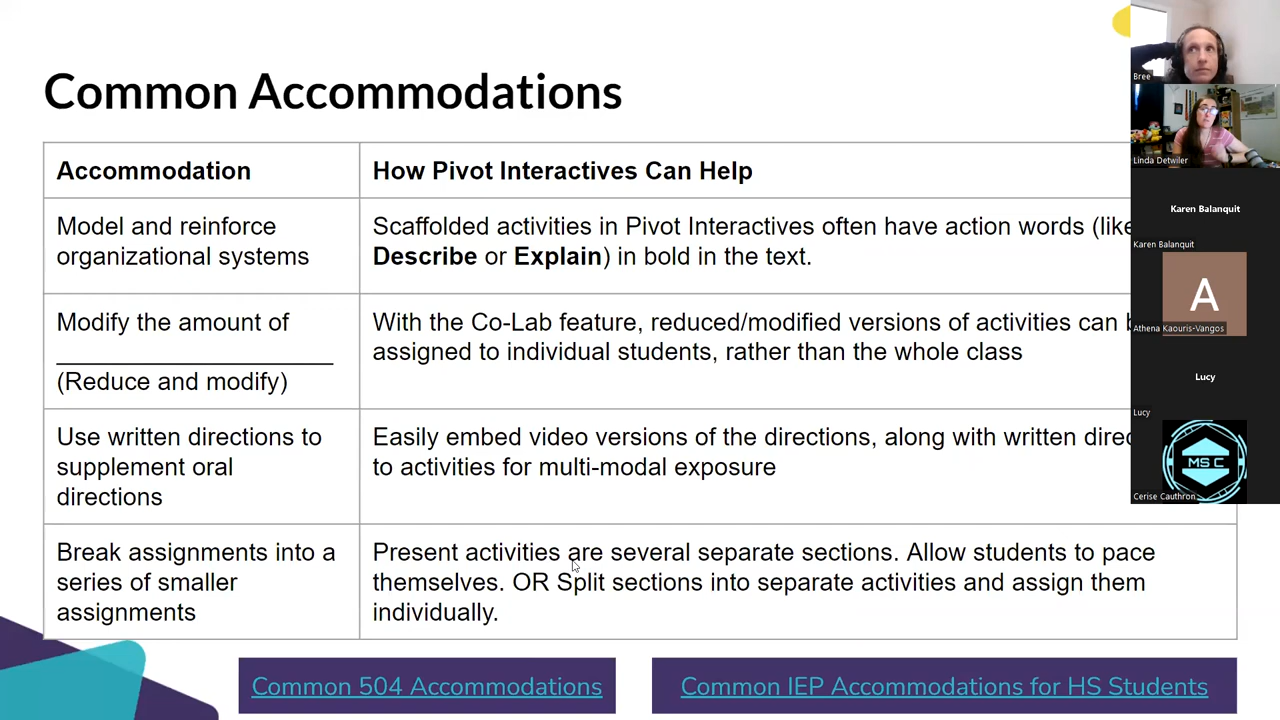 Common Accommodations
Accommodation
How Pivot Interactives Can Help
Model and reinforce
organizational systems
Scaffolded activities in Pivot Interactives often have action words (like
Describe or Explain) in bold in the text.
Modify the amount of
(Reduce and modify)
With the Co-Lab feature, reduced/modified versions of activities can
assigned to individual students, rather than the whole class
Use written directions to
supplement oral
directions
Easily embed video versions of the directions, along with written
to activities for multi-modal exposure
Break assignments into a
series of smaller
assignments
Present activities are several separate sections. Allow students to pace
themselves. OR Split sections into separate activities and assign them
individually.
Common 504 Accommodations
Common IEP Accommodations for HS Students
Bree
Linda Detwiler
Karen Balanquit
Karen Balanquit
A
Athena Kaouris-Vangos
Lucy
Lucy
MS C
Cerise Cauthron